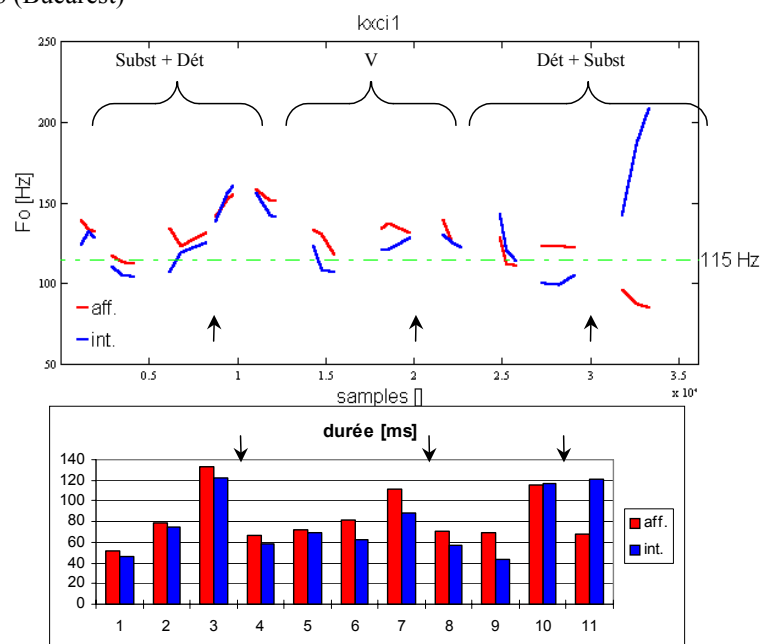 (Bucarest)
kxci1
250
Subst + Dét V Dét + Subst
200
Fo [Hz]
150
115 Hz
100
aff.
int.
50
0.5 1 1.5 2 2.5 3 3.5
samples [] x 10⁴
durée [ms]
140
120
100
80
60
40
20
0
aff.
int.
1 2 3 4 5 6 7 8 9 10 11